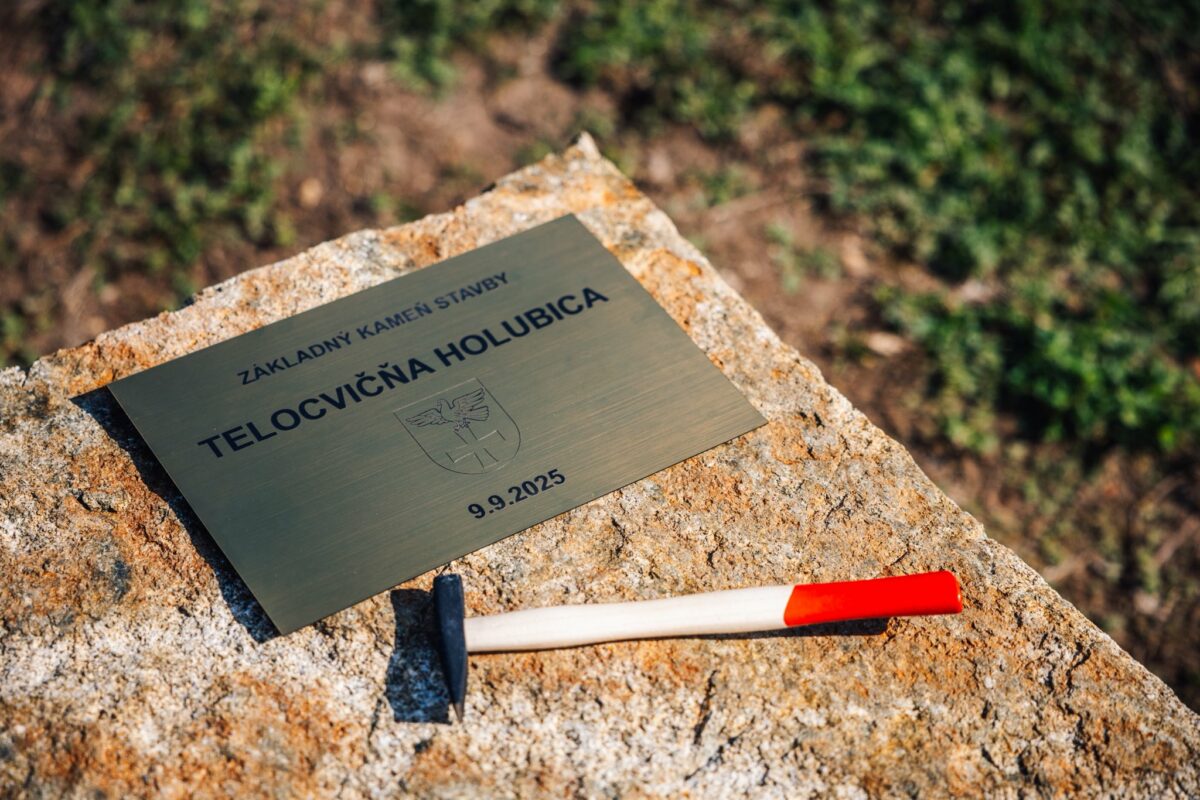 ZÁKLADNÝ KAMEŇ STAVBY
TELOCVIČŇA HOLUBICA
9.9.2025